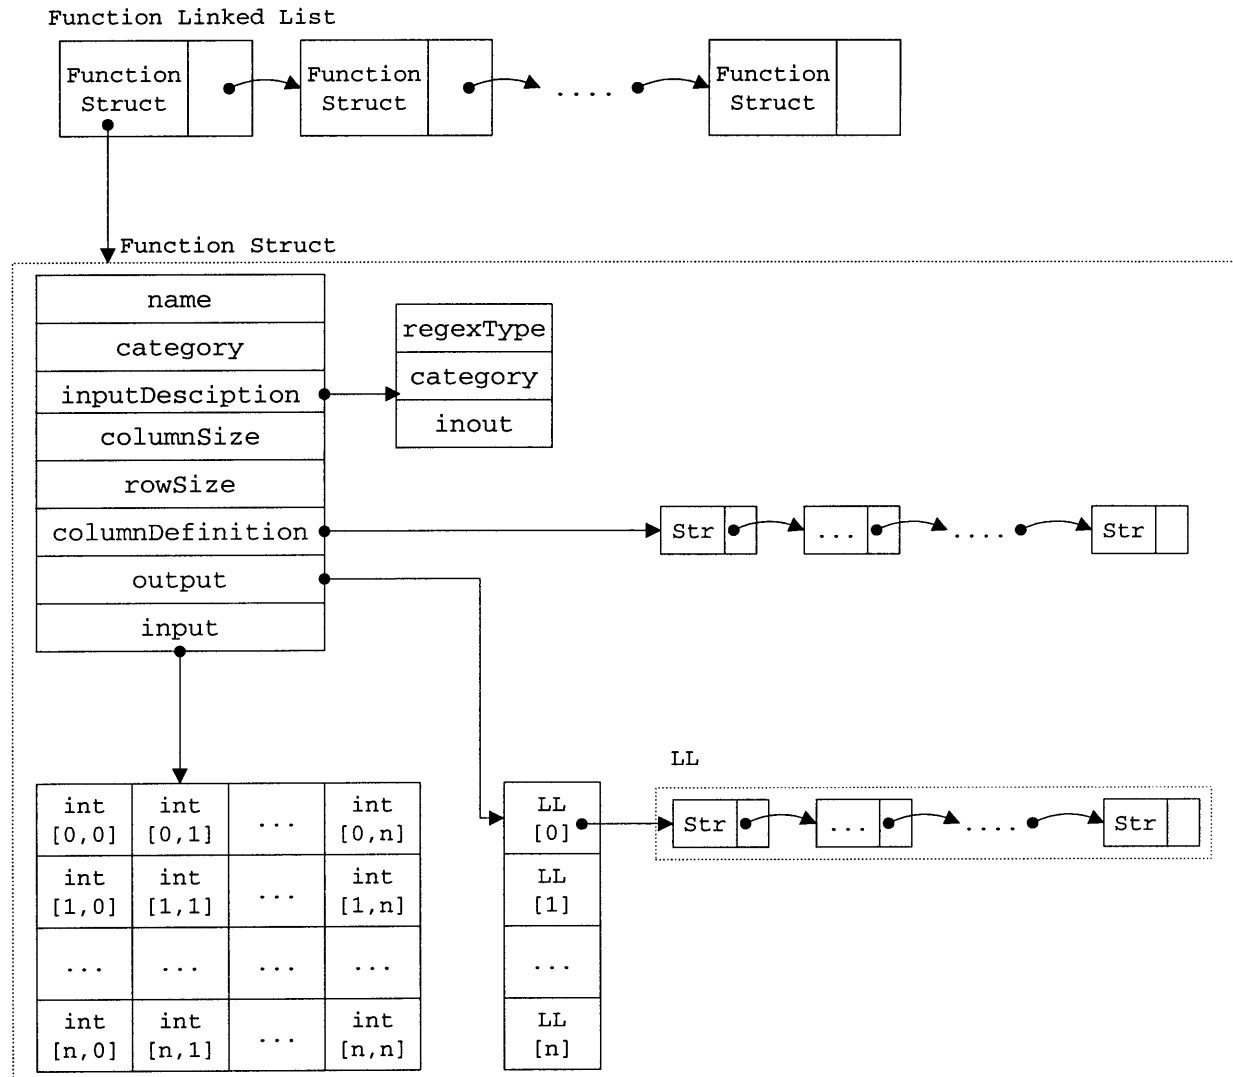 Function Linked List
Function
Struct
Function
Struct
....
Function
Struct
Function Struct
name
category
inputDesciption
columnSize
rowSize
columnDefinition
output
input
regexType
category
inout
Str
...
....
Str
LL
int
[0,0]
int
[0,1]
...
int
[0,n]
int
[1,0]
int
[1,1]
...
int
[1,n]
...
...
...
...
int
[n,0]
int
[n,1]
...
int
[n,n]
LL
[0]
LL
[1]
...
LL
[n]
Str
...
....
Str